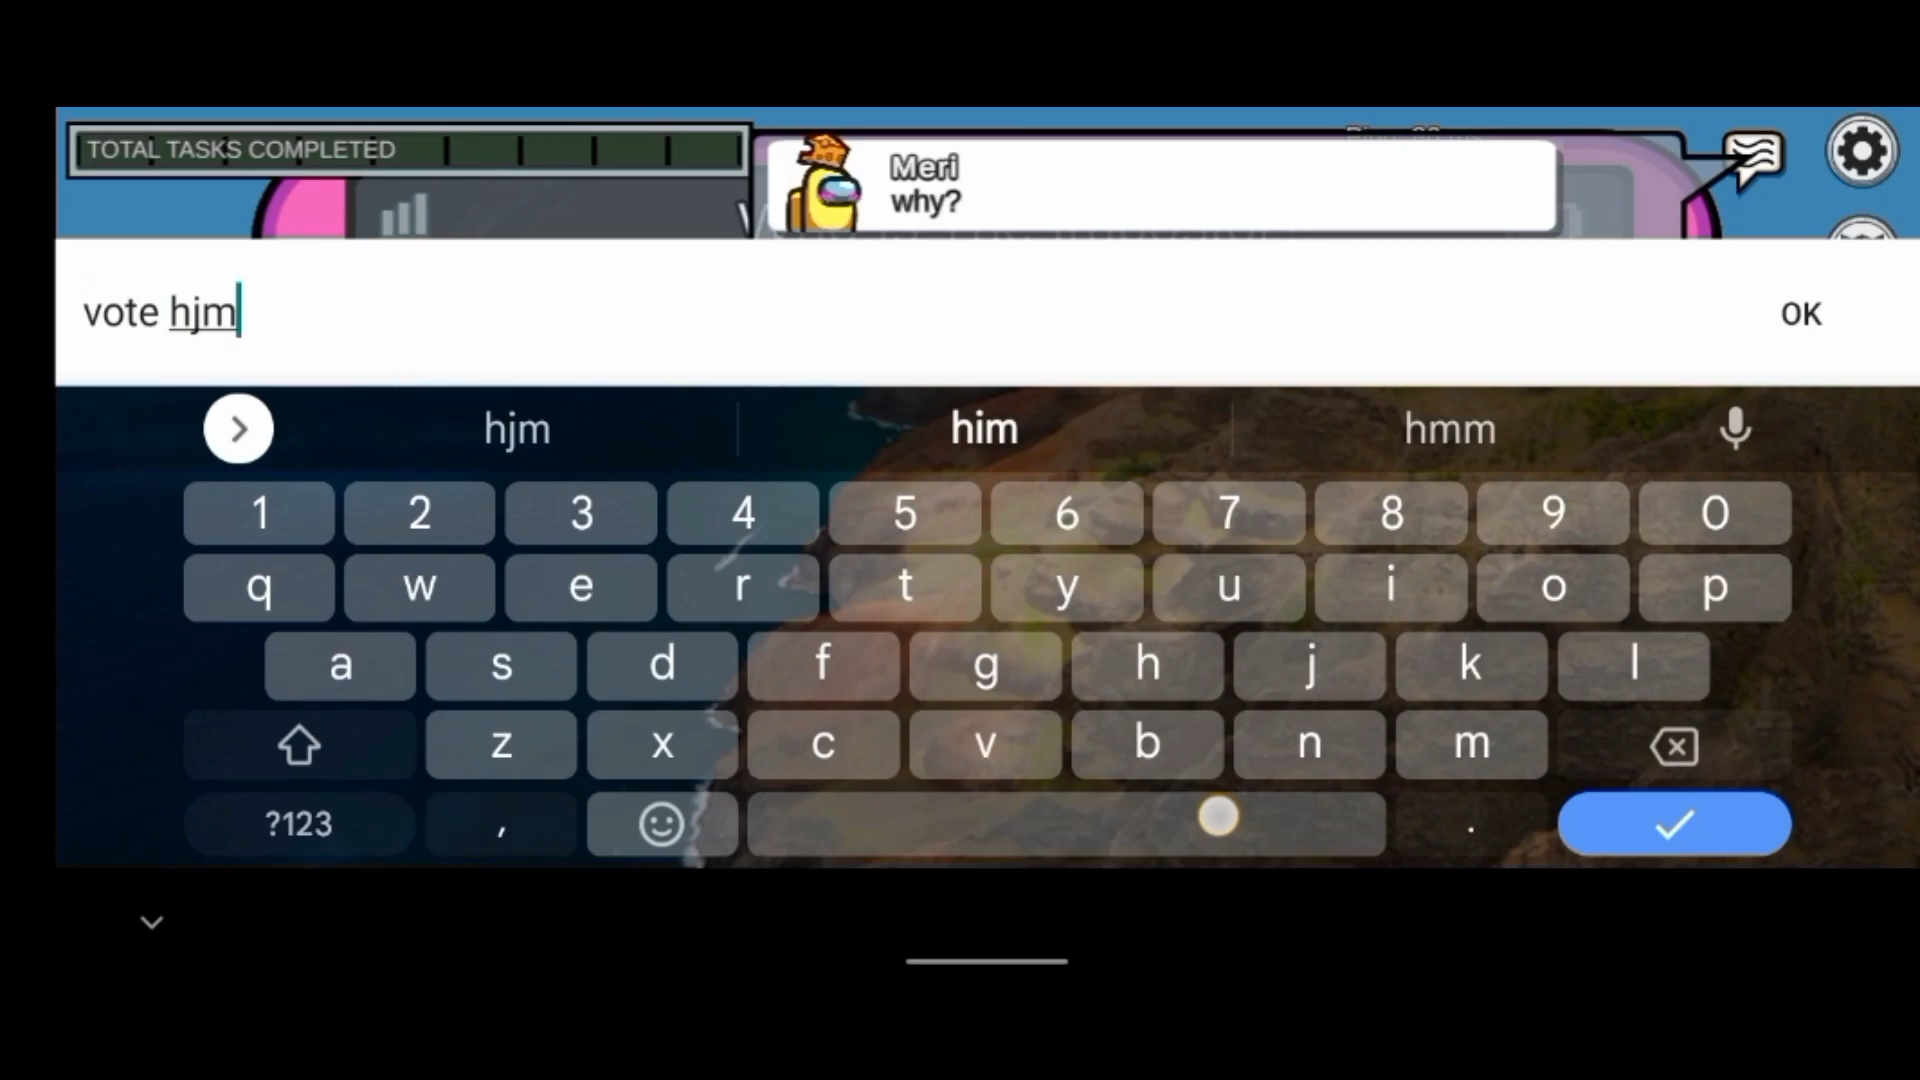 TOTAL TASKS COMPLETED
Meri
why?
vote hjm
OK
hjm him hmm
1 2 3 4 5 6 7 8 9 0
q w e r t y u i o p
a s d f g h j k l
z x c v b n m
?123 , .